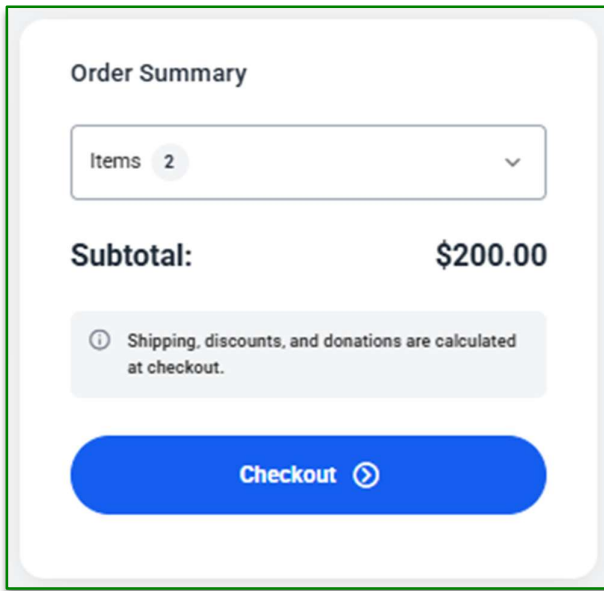 Order Summary
Items 2
Subtotal: $200.00
Shipping, discounts, and donations are calculated
at checkout.
Checkout